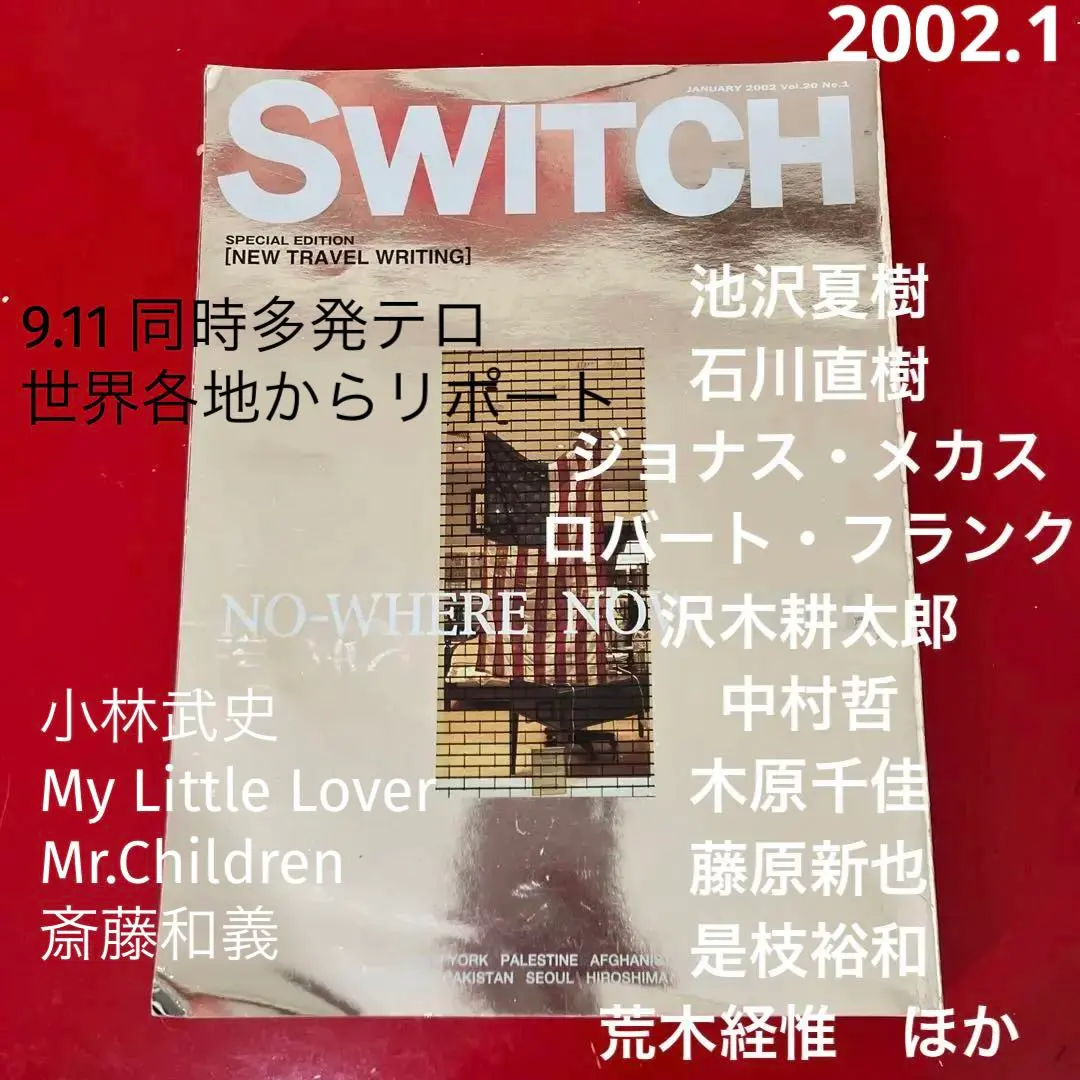 2002.1
JANUARY 2002 Vol.20 No.1
SWITCH
SPECIAL EDITION
[NEW TRAVEL WRITING]
9.11 同時多発テロ
世界各地からリポート
池沢夏樹
石川直樹
ジョナス・メカス
ロバート・フランク
沢木耕太郎
中村哲
木原千佳
藤原新也
是枝裕和
荒木経惟 ほか
NO-WHERE
小林武史
My Little Lover
Mr.Children
斎藤和義
YORK PALESTINE
PAKISTAN SEOUL HIROSHIMA